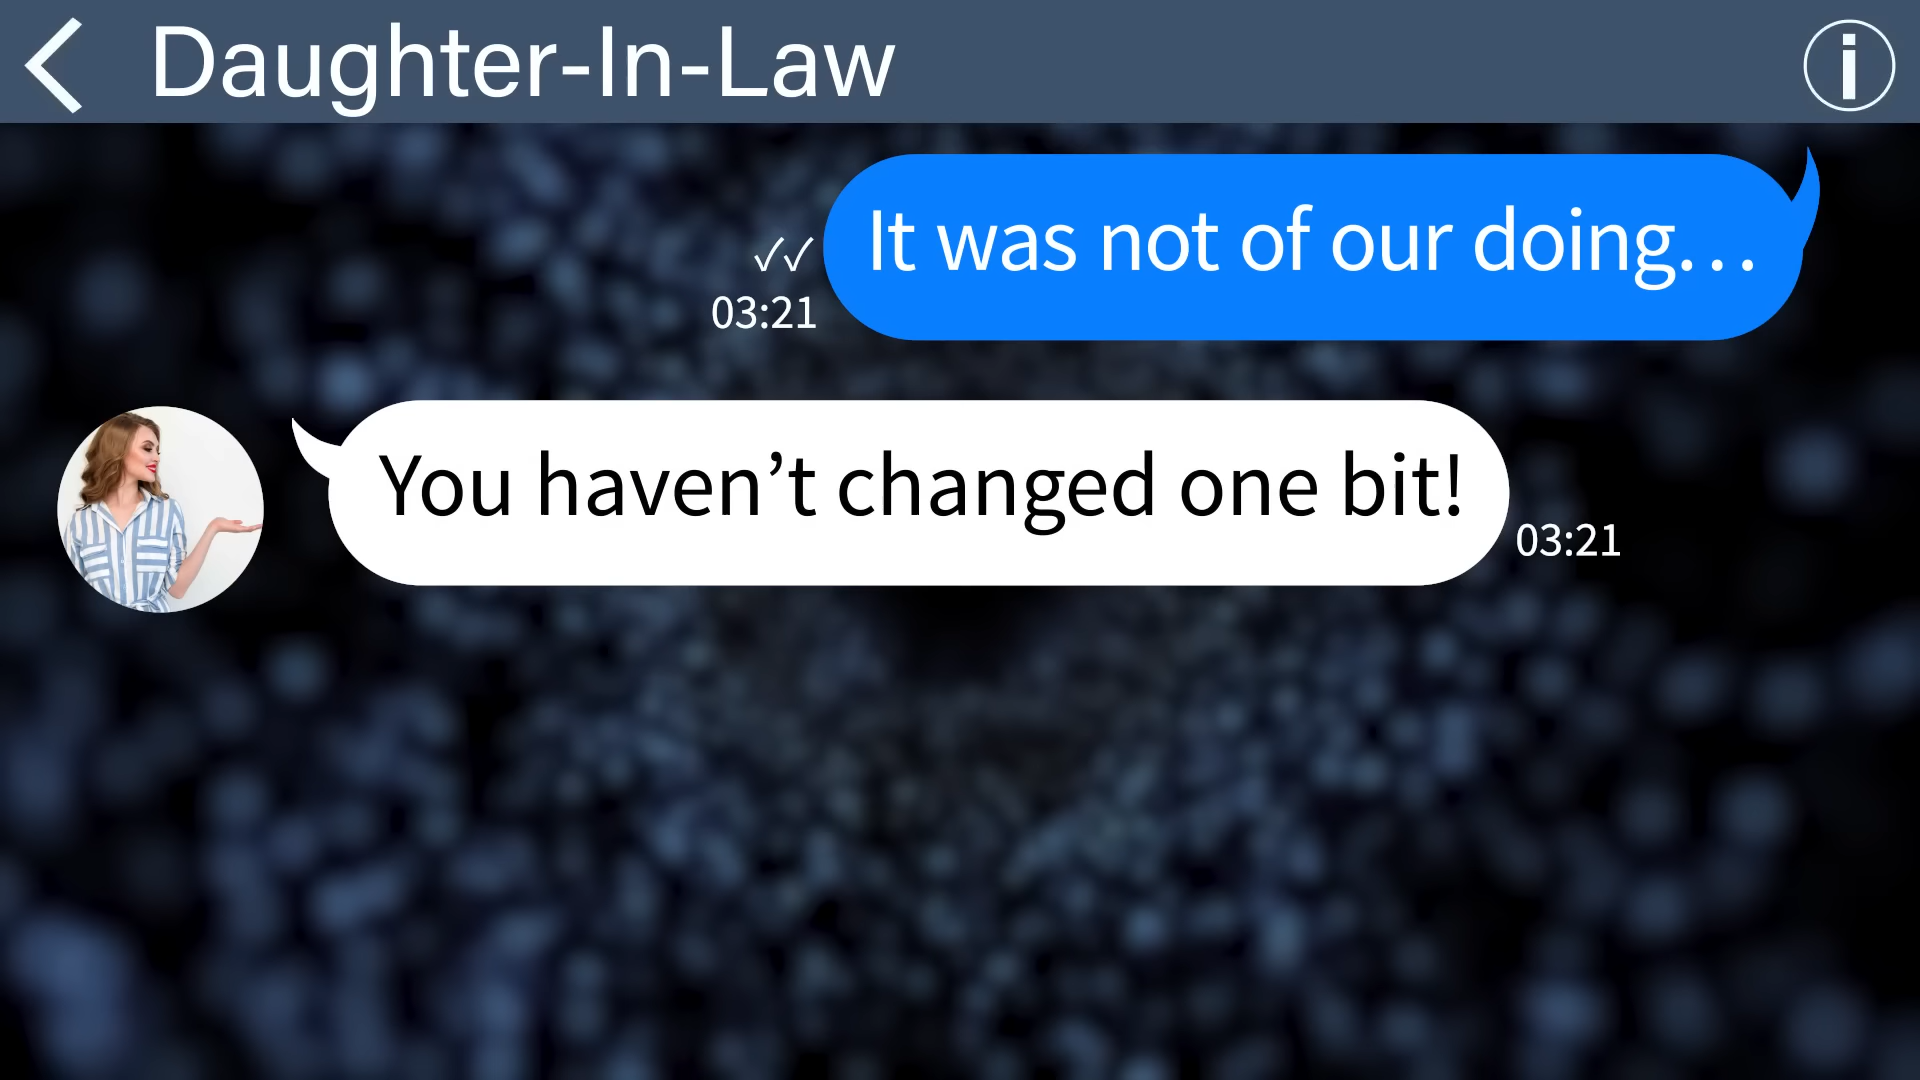 Daughter-In-Law
It was not of our doing...
03:21
You haven’t changed one bit!
03:21